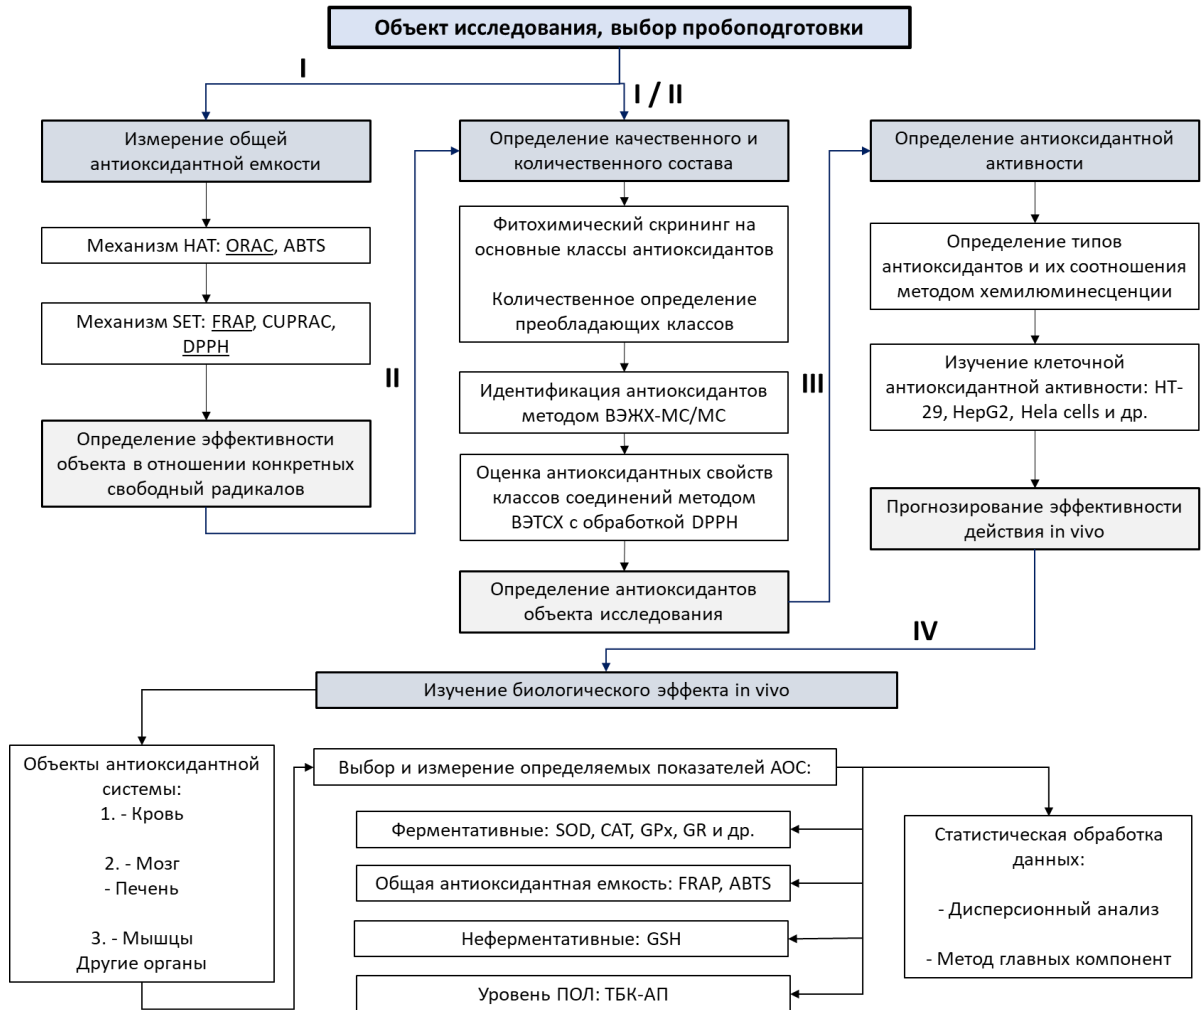 Объект исследования, выбор пробоподготовки
I
I / II
Измерение общей
антиоксидантной емкости
Механизм HAT: ORAC, ABTS
Механизм SET: FRAP, CUPRAC,
DPPH
Определение эффективности
объекта в отношении конкретных
свободный радикалов
II
Определение качественного и
количественного состава
Фитохимический скрининг на
основные классы антиоксидантов
Количественное определение
преобладающих классов
Идентификация антиоксидантов
методом ВЭЖХ-МС/МС
Оценка антиоксидантных свойств
классов соединений методом
ВЭТСХ с обработкой DPPH
Определение антиоксидантов
объекта исследования
III
Определение антиоксидантной
активности
Определение типов
антиоксидантов и их соотношения
методом хемилюминесценции
Изучение клеточной
антиоксидантной активности: HT-
29, HepG2, Hela cells и др.
Прогнозирование эффективности
действия in vivo
IV
Изучение биологического эффекта in vivo
Объекты антиоксидантной
системы:
1. - Кровь
2. - Мозг
- Печень
3. - Мышцы
Другие органы
Выбор и измерение определяемых показателей АОС:
Ферментативные: SOD, CAT, GPx, GR и др.
Общая антиоксидантная емкость: FRAP, ABTS
Неферментативные: GSH
Уровень ПОЛ: ТБК-АП
Статистическая обработка
данных:
- Дисперсионный анализ
- Метод главных компонент